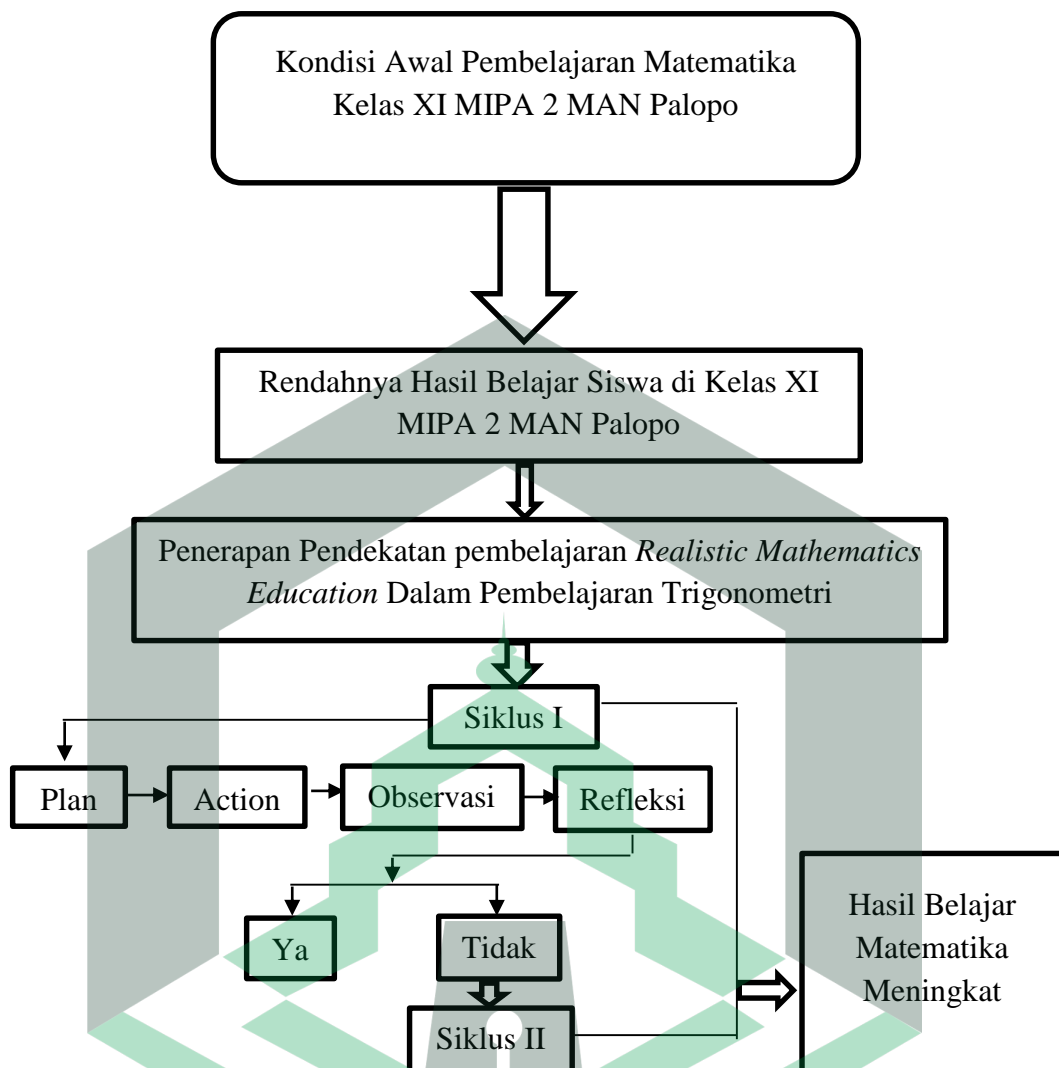 Kondisi Awal Pembelajaran Matematika
Kelas XI MIPA 2 MAN Palopo
Rendahnya Hasil Belajar Siswa di Kelas XI
MIPA 2 MAN Palopo
Penerapan Pendekatan pembelajaran Realistic Mathematics
Education Dalam Pembelajaran Trigonometri
Siklus I
Plan
Action
Observasi
Refleksi
Ya
Tidak
Siklus II
Hasil Belajar
Matematika
Meningkat